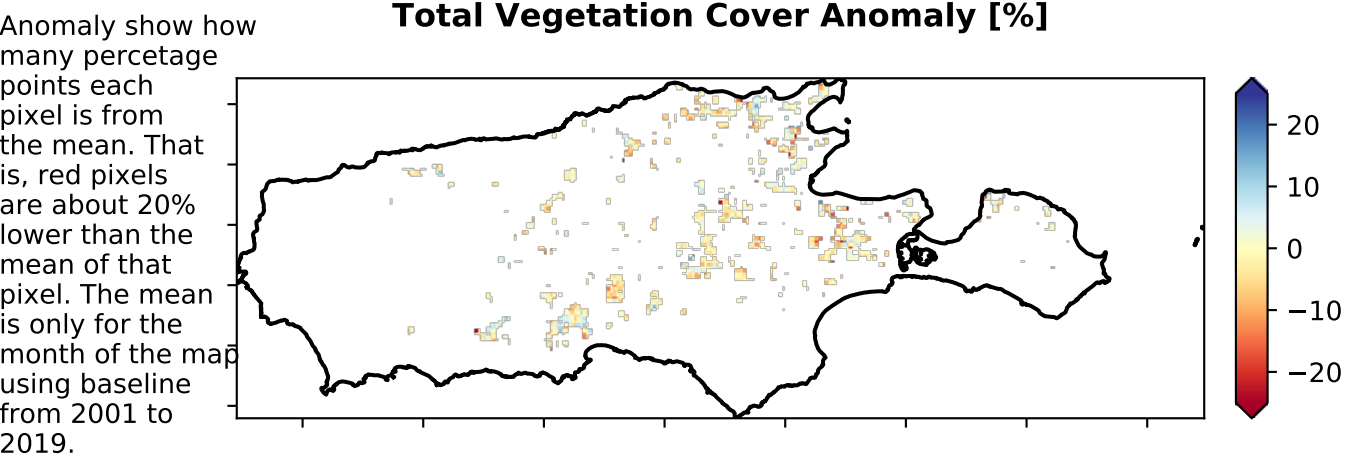 Total Vegetation Cover Anomaly [%]
Anomaly show how
many percetage
points each
pixel is from
the mean. That
is, red pixels
are about 20%
lower than the
mean of that
pixel. The mean
is only for the
month of the map
using baseline
from 2001 to
2019.
20
10
0
−10
−20